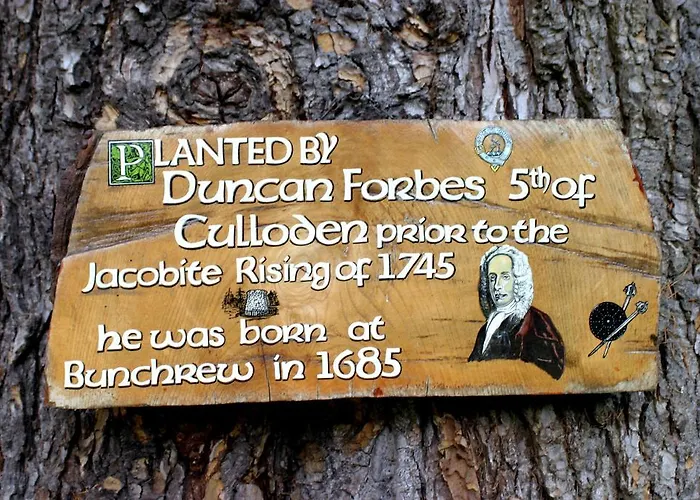 PLANTED BY
Duncan Forbes 5th of
Culloden prior to the
Jacobite Rising of 1745
he was born at
Bunchrew in 1685